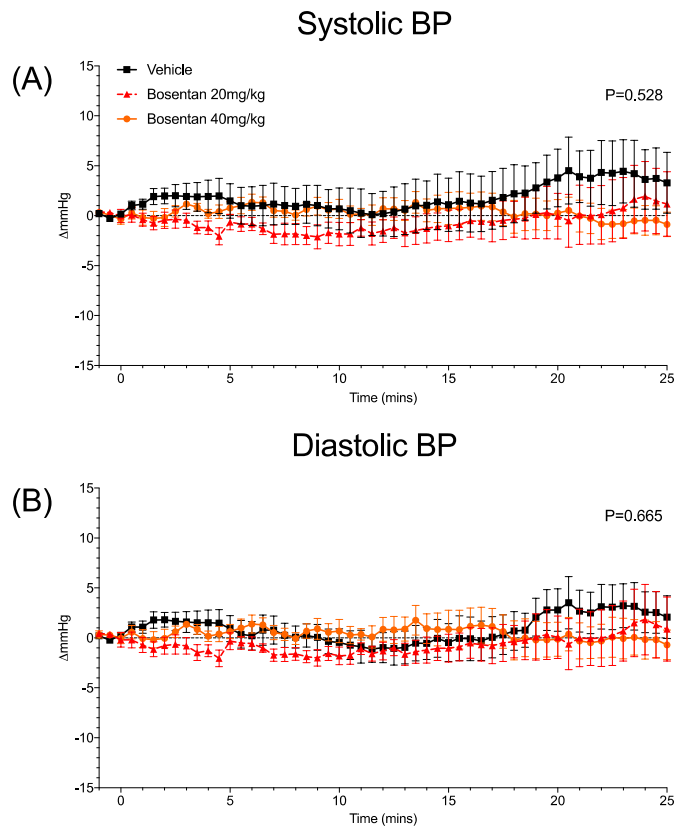 Systolic BP
(A)
Vehicle
Bosentan 20mg/kg
Bosentan 40mg/kg
P=0.528
15
10
5
0
-5
-10
-15
ΔmmHg
0 5 10 15 20 25
Time (mins)
Diastolic BP
(B)
P=0.665
15
10
5
0
-5
-10
-15
ΔmmHg
0 5 10 15 20 25
Time (mins)